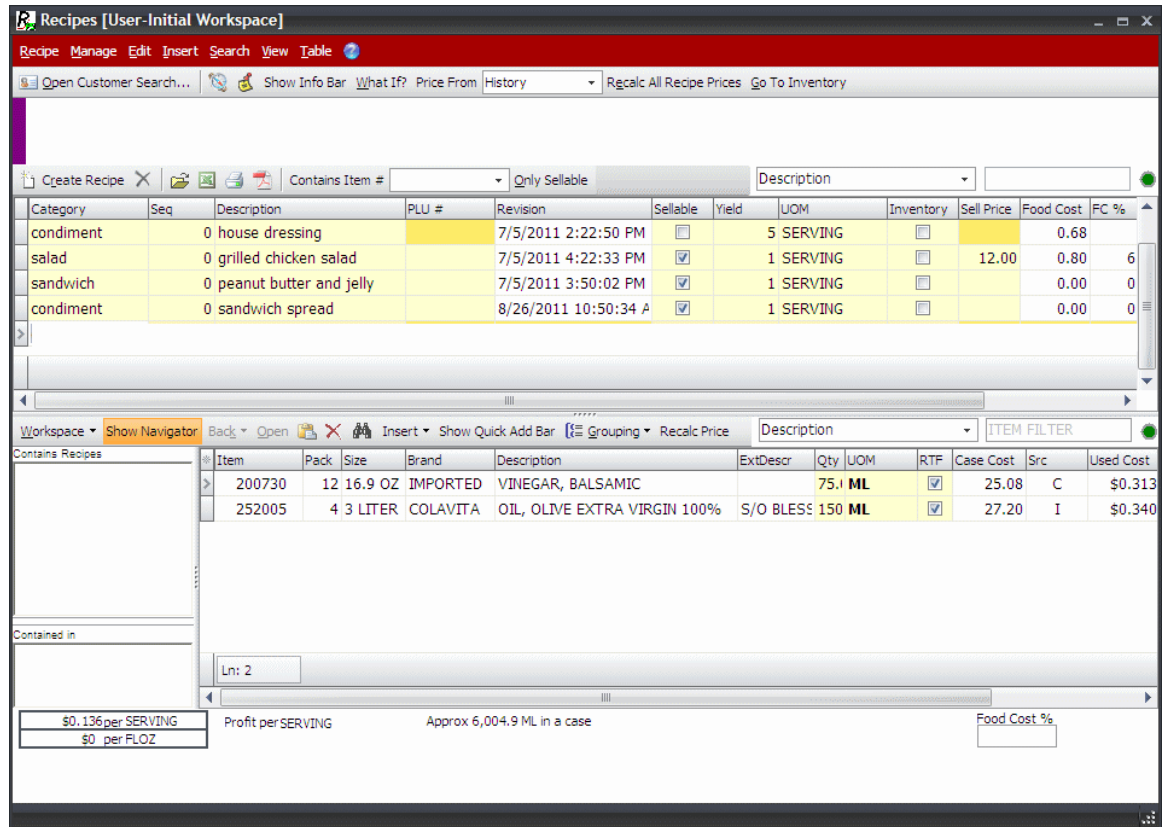 Recipes [User-Initial Workspace]
Recipe Manage Edit Insert Search View Table ?
Open Customer Search... Show Info Bar What If? Price From History Recalc All Recipe Prices Go To Inventory
Create Recipe Contains Item # Only Sellable Description
Category Seq Description PLU # Revision Sellable Yield UOM Inventory Sell Price Food Cost FC %
condiment 0 house dressing 7/5/2011 2:22:50 PM 5 SERVING 0.68
salad 0 grilled chicken salad 7/5/2011 4:22:33 PM 1 SERVING 12.00 0.80 6
sandwich 0 peanut butter and jelly 7/5/2011 3:50:02 PM 1 SERVING 0.00 0
condiment 0 sandwich spread 8/26/2011 10:50:34 A 1 SERVING 0.00 0
Workspace Show Navigator Back Open Insert Show Quick Add Bar Grouping Recalc Price Description ITEM FILTER
Contains Recipes
Item Pack Size Brand Description ExtDescr Qty UOM RTF Case Cost Src Used Cost
200730 12 16.9 OZ IMPORTED VINEGAR, BALSAMIC 75.( ML 25.08 C $0.313
252005 4 3 LITER COLAVITA OIL, OLIVE EXTRA VIRGIN 100% S/O BLESS 150 ML 27.20 I $0.340
Contained in
Ln: 2
$0.136 per SERVING Profit per SERVING Approx 6,004.9 ML in a case Food Cost %
$0 per FLOZ